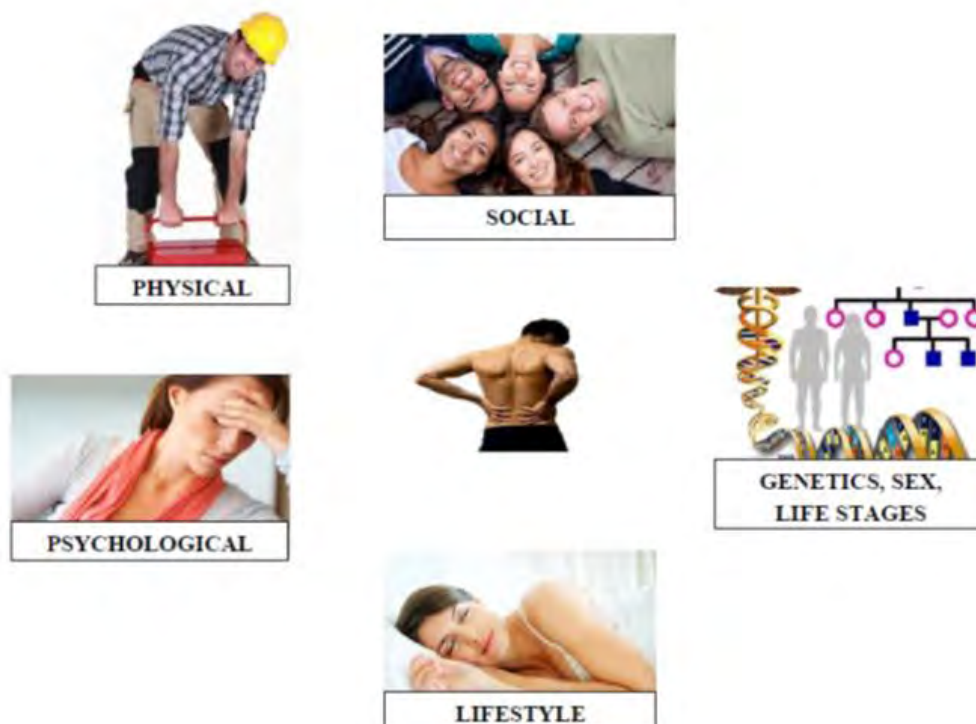 SOCIAL
PHYSICAL
GENETICS, SEX,
LIFE STAGES
PSYCHOLOGICAL
LIFESTYLE